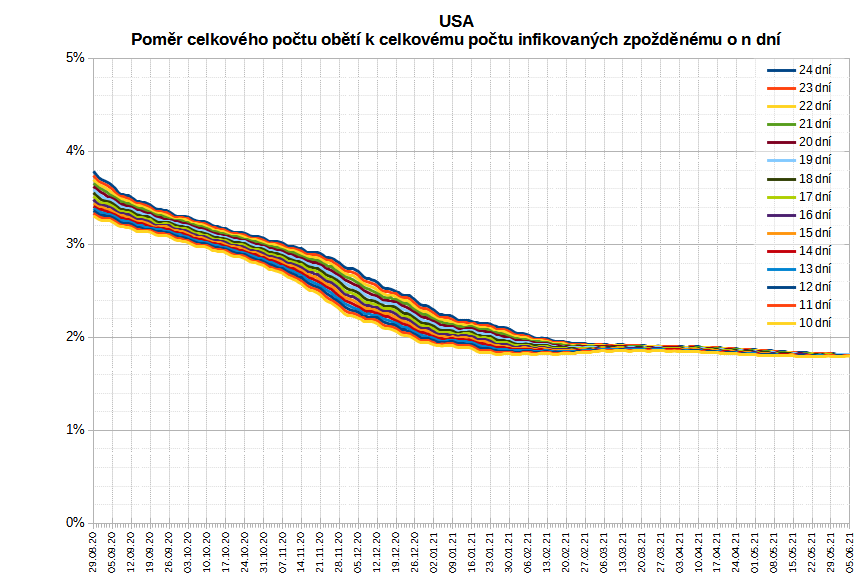 USA
Poměr celkového počtu obětí k celkovému počtu infikovaných zpožděnému o n dní
5%
4%
3%
2%
1%
0%
24 dní
23 dní
22 dní
21 dní
20 dní
19 dní
18 dní
17 dní
16 dní
15 dní
14 dní
13 dní
12 dní
11 dní
10 dní
29.08.20
05.09.20
12.09.20
19.09.20
26.09.20
03.10.20
10.10.20
17.10.20
24.10.20
31.10.20
07.11.20
14.11.20
21.11.20
28.11.20
05.12.20
12.12.20
19.12.20
26.12.20
02.01.21
09.01.21
16.01.21
23.01.21
30.01.21
06.02.21
13.02.21
20.02.21
27.02.21
06.03.21
13.03.21
20.03.21
27.03.21
03.04.21
10.04.21
17.04.21
24.04.21
01.05.21
08.05.21
15.05.21
22.05.21
29.05.21
05.06.21